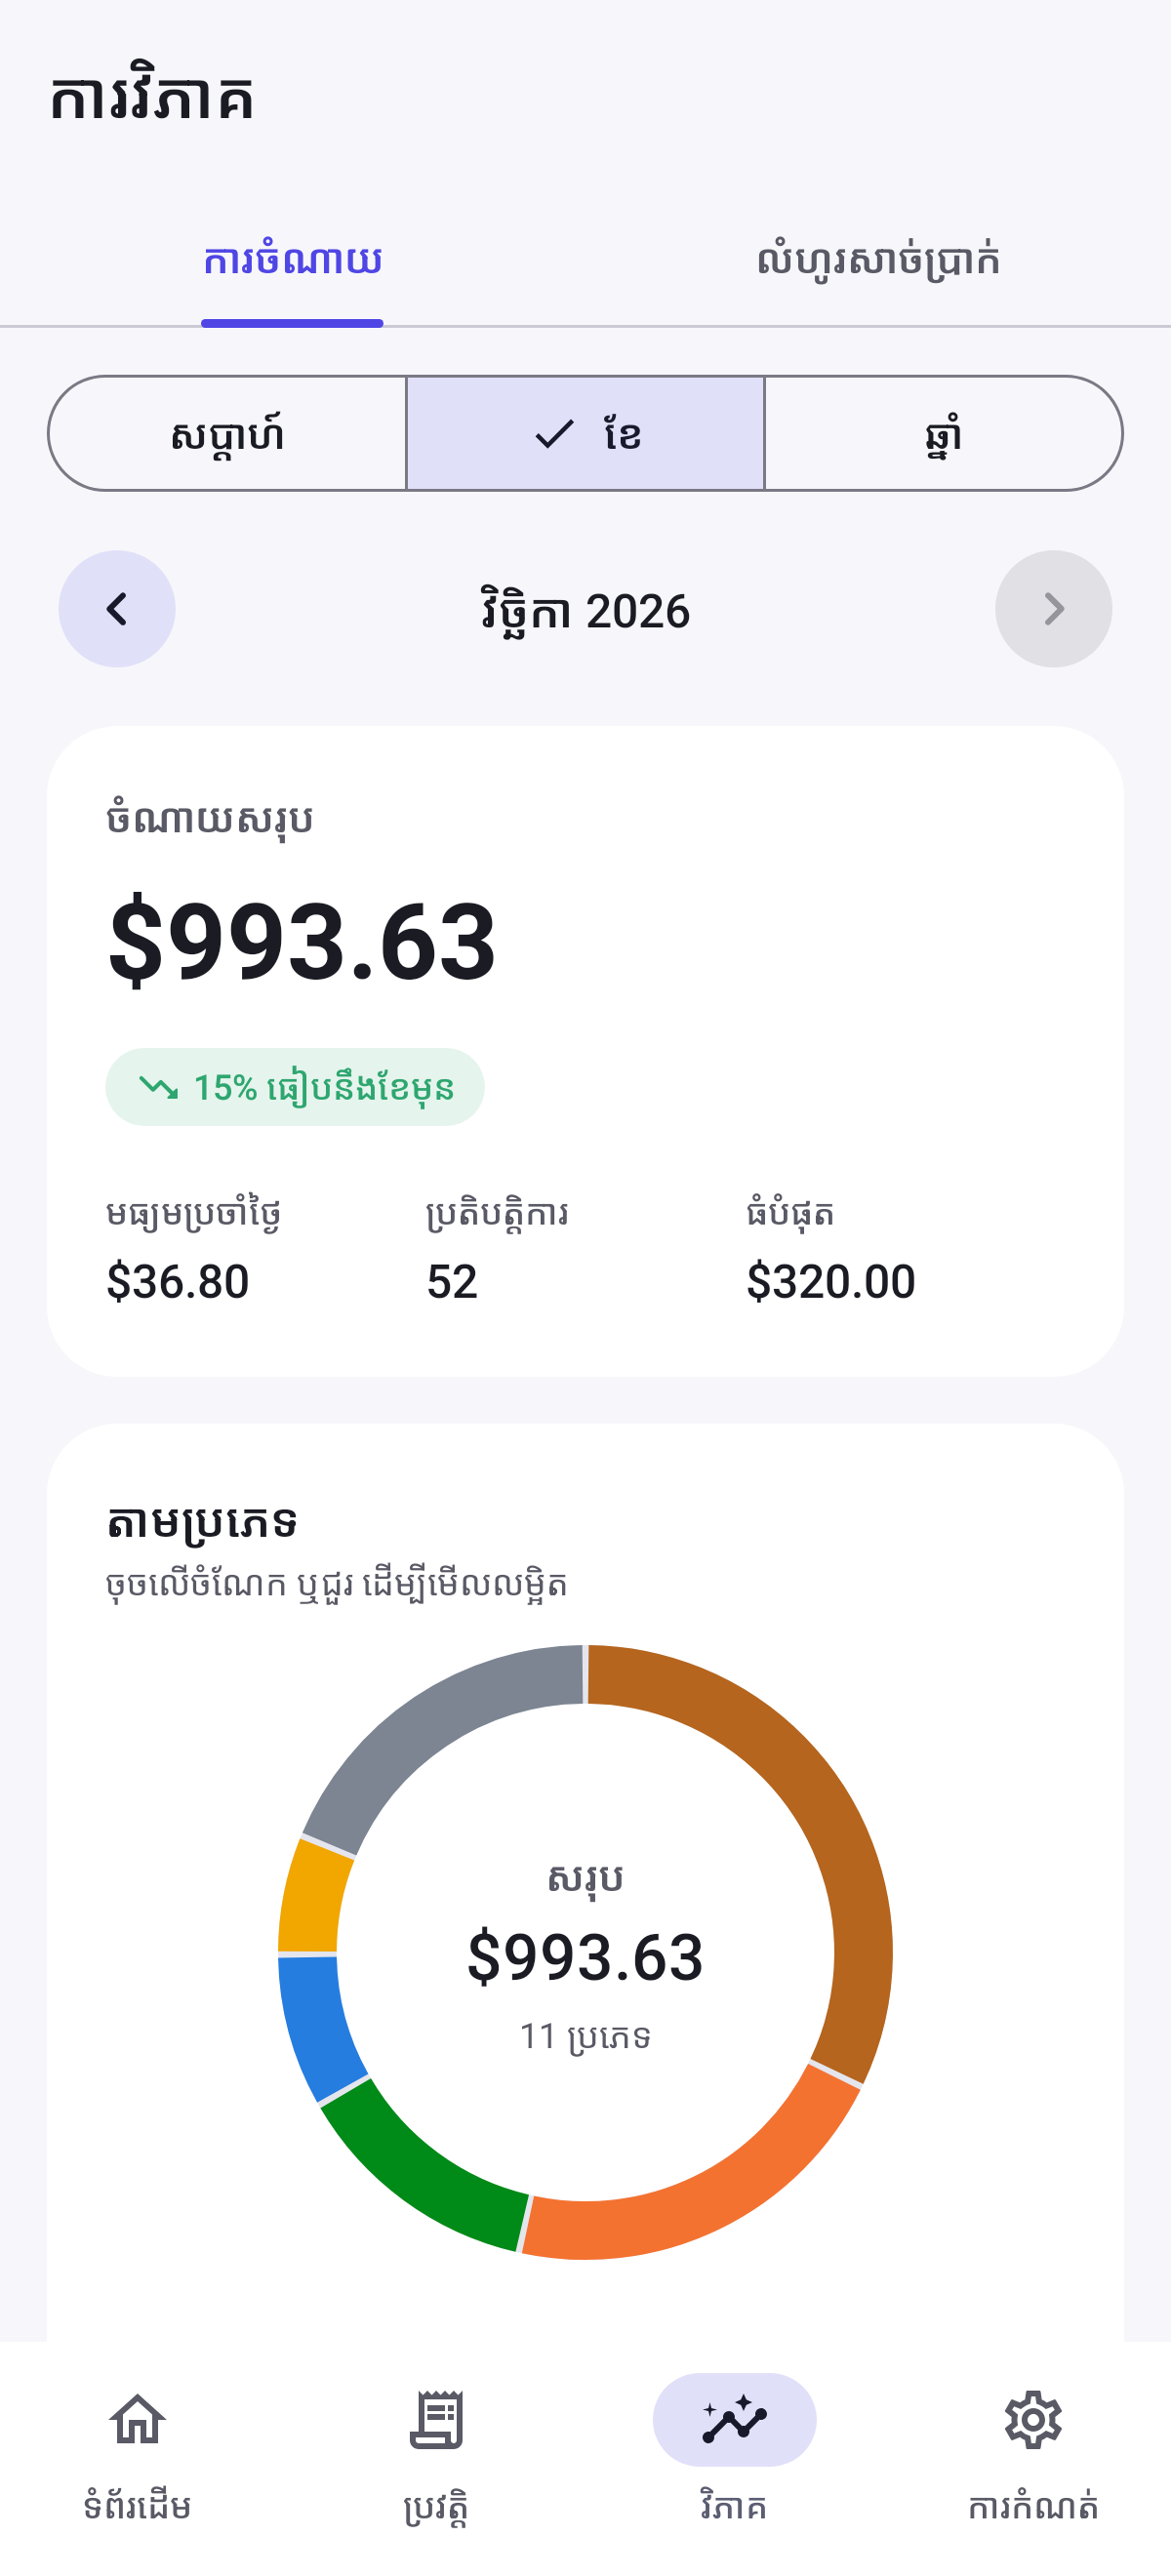 ការវិភាគ
ការចំណាយ
លំហូរសាច់ប្រាក់
សប្ដាហ៍
ខែ
ឆ្នាំ
វិច្ឆិកា 2026
ចំណាយសរុប
$993.63
15% ធៀបនឹងខែមុន
មធ្យមប្រចាំថ្ងៃ
ប្រតិបត្តិការ
ធំបំផុត
$36.80
52
$320.00
តាមប្រភេទ
ចុចលើចំណែក ឬជួរ ដើម្បីមើលលម្អិត
សរុប
$993.63
11 ប្រភេទ
ទំព័រដើម
ប្រវត្តិ
វិភាគ
ការកំណត់